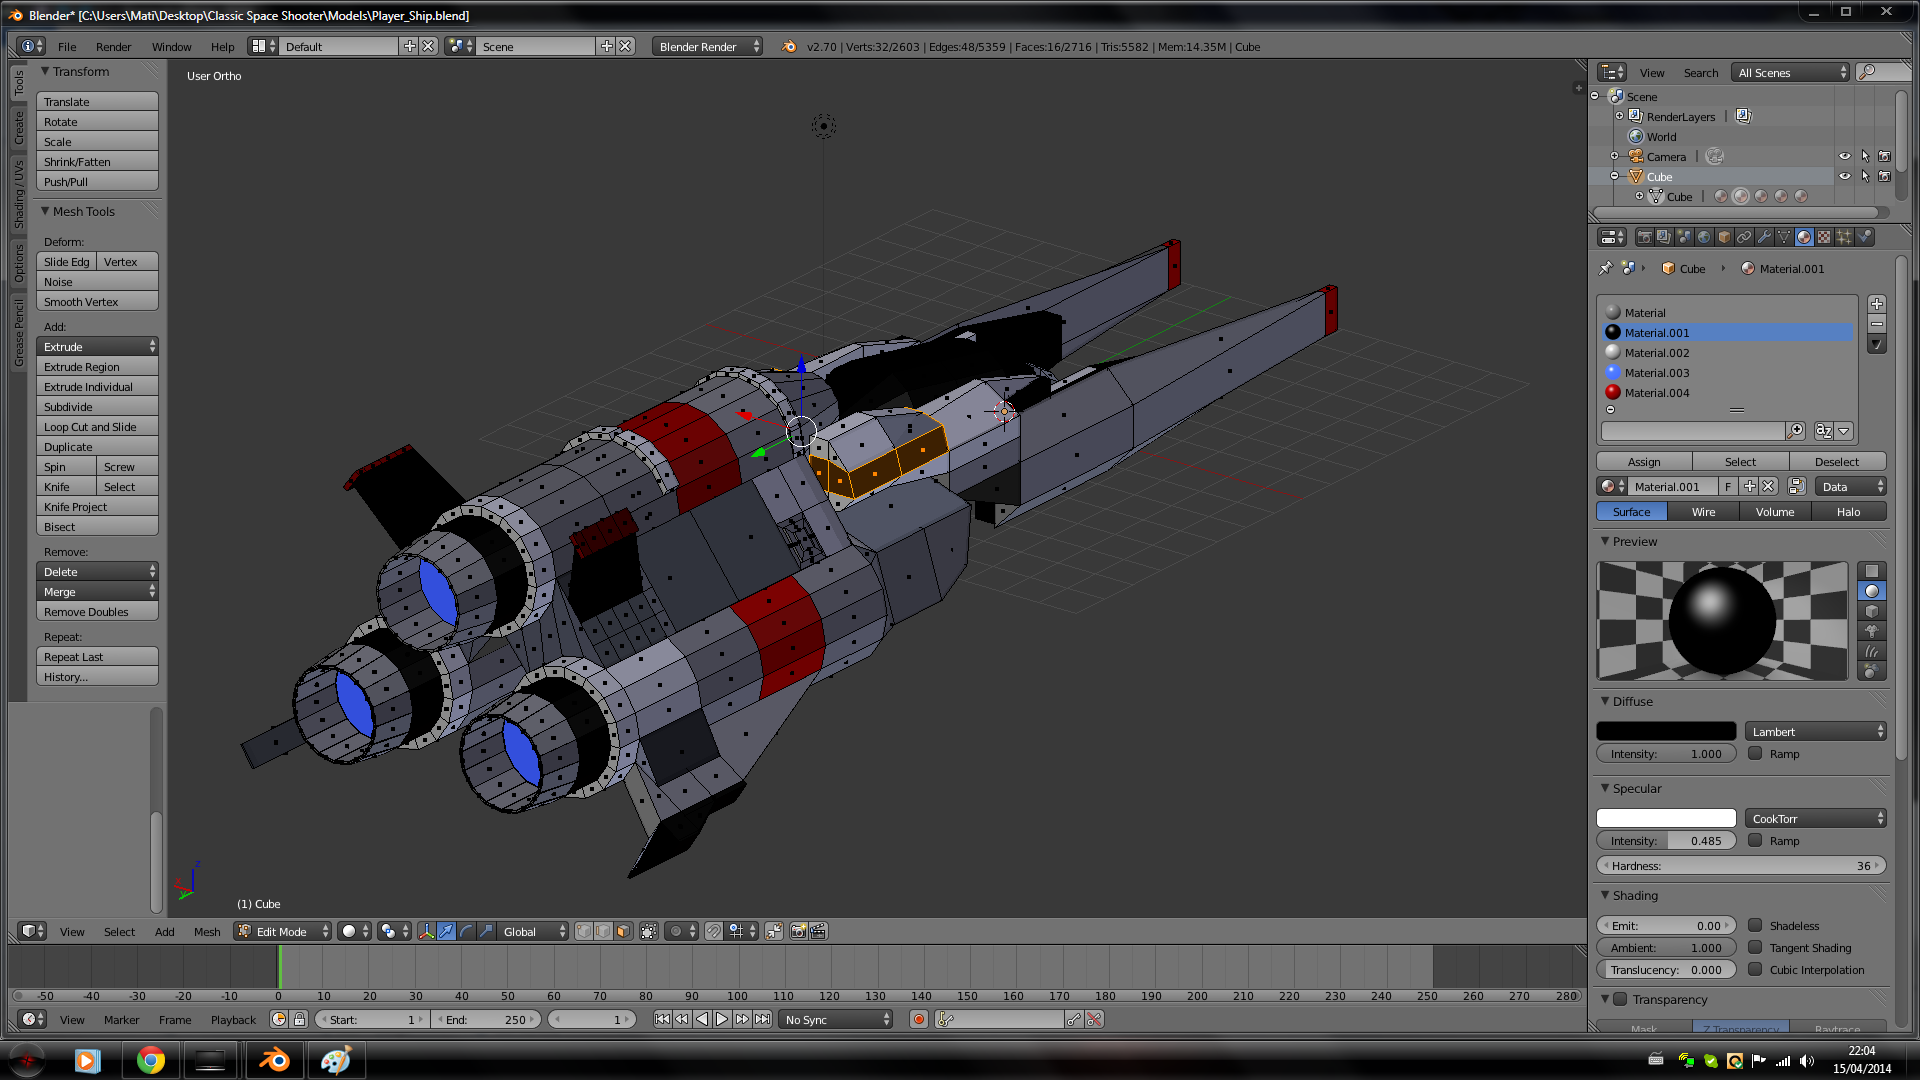 Blender* [C:\Users\Mati\Desktop\Classic Space Shooter\Models\Player_Ship.blend]
File Render Window Help Default Scene Blender Render v2.70 | Verts:32/2603 | Edges:48/5359 | Faces:16/2716 | Tris:5582 | Mem:14.35M | Cube
Tools
Create
Shading / UVs
Options
Grease Pencil
Transform
Translate
Rotate
Scale
Shrink/Fatten
Push/Pull
Mesh Tools
Deform:
Slide Edg Vertex
Noise
Smooth Vertex
Add:
Extrude
Extrude Region
Extrude Individual
Subdivide
Loop Cut and Slide
Duplicate
Spin Screw
Knife Select
Knife Project
Bisect
Remove:
Delete
Merge
Remove Doubles
Repeat:
Repeat Last
History...
User Ortho
z
x
y
(1) Cube
View Select Add Mesh Edit Mode Global
-50 -40 -30 -20 -10 0 10 20 30 40 50 60 70 80 90 100 110 120 130 140 150 160 170 180 190 200 210 220 230 240 250 260 270 280
View Marker Frame Playback Start: 1 End: 250 1 No Sync
View Search All Scenes
Scene
RenderLayers |
World
Camera |
Cube
Cube |
Cube Material.001
Material
Material.001
Material.002
Material.003
Material.004
Assign Select Deselect
Material.001 F Data
Surface Wire Volume Halo
Preview
Diffuse
Lambert
Intensity: 1.000 Ramp
Specular
CookTorr
Intensity: 0.485 Ramp
Hardness: 36
Shading
Emit: 0.00 Shadeless
Ambient: 1.000 Tangent Shading
Translucency: 0.000 Cubic Interpolation
Transparency
Mask Z Transparency Raytrace
22:04
15/04/2014